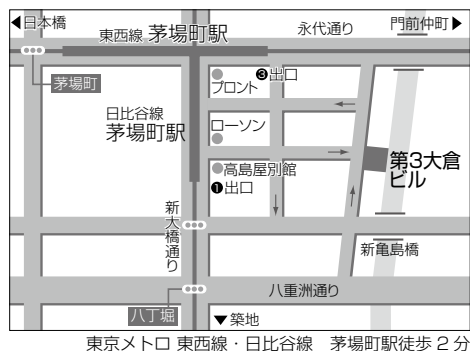 ◀日本橋
東西線 茅場町駅
永代通り
門前仲町▶
茅場町
プロント
❸出口
日比谷線
茅場町駅
ローソン
高島屋別館
❶出口
第3大倉
ビル
新大橋通り
新亀島橋
八重洲通り
八丁堀
▼築地
東京メトロ 東西線・日比谷線　茅場町駅徒歩 2 分